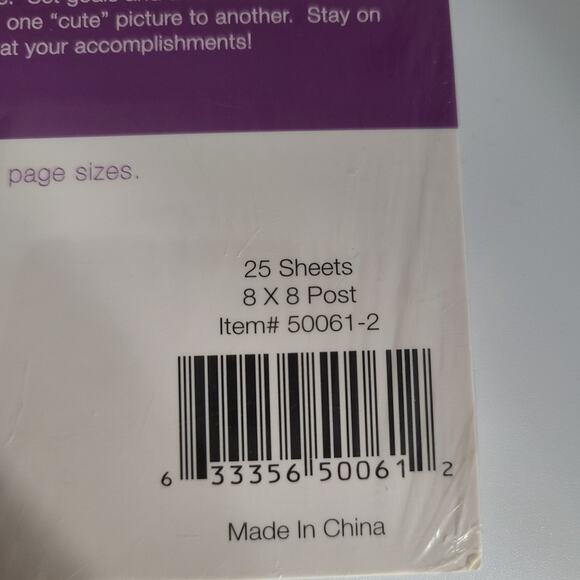 one "cute" picture to another. Stay on
at your accomplishments!
page sizes.
25 Sheets
8 X 8 Post
Item# 50061-2
6 33356 50061 2
Made In China